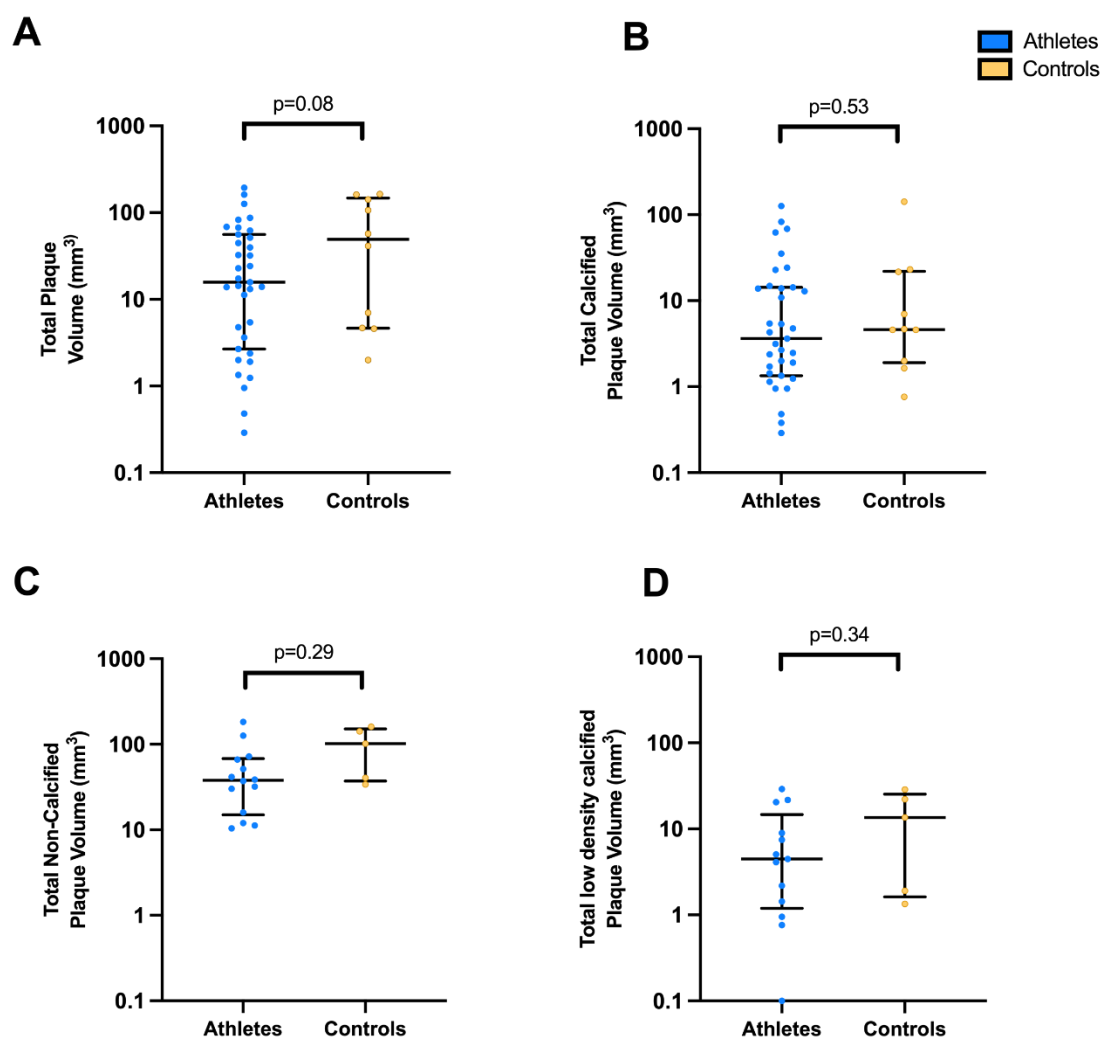 A
B
Athletes
Controls
p=0.08
1000
100
10
1
0.1
Total Plaque
Volume (mm³)
Athletes
Controls
p=0.53
1000
100
10
1
0.1
Total Calcified
Plaque Volume (mm³)
Athletes
Controls
C
D
p=0.29
1000
100
10
1
0.1
Total Non-Calcified
Plaque Volume (mm³)
Athletes
Controls
p=0.34
1000
100
10
1
0.1
Total low density calcified
Plaque Volume (mm³)
Athletes
Controls